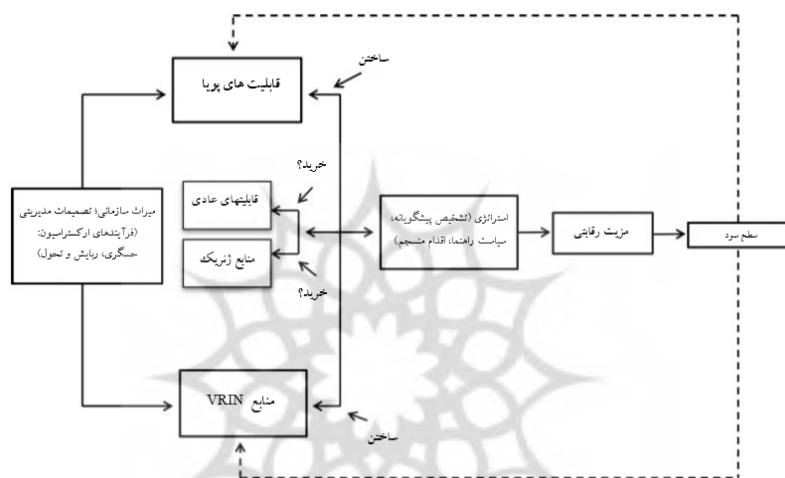 ساختن
قابلیت های پویا
خرید؟
قابلیتهای عادی
میراث سازمانی؛ تصمیمات مدیریتی
(فرآیندهای ارکستراسیون:
حسگری، ربایش و تحول)
استراتژی (تشخیص پیشگویانه،
سیاست راهنما، اقدام منسجم)
مزیت رقابتی
سطح سود
منابع ژنریک
خرید؟
منابع VRIN
ساختن